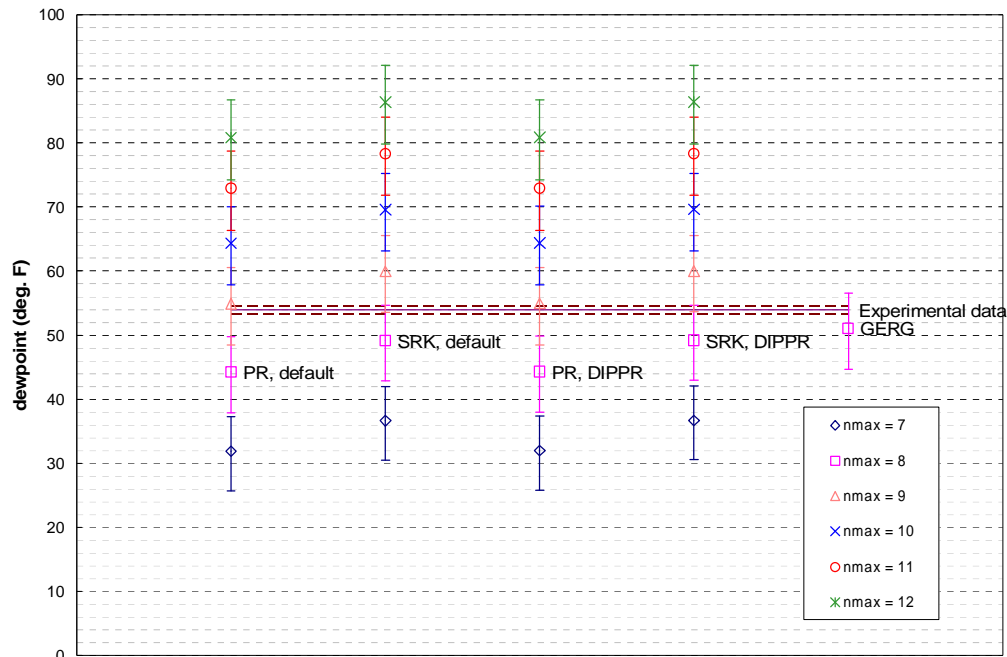 100
90
80
70
60
50
40
30
20
10
0
dewpoint (deg. F)
Experimental data
GERG
SRK, default
SRK, DIPPR
PR, default
PR, DIPPR
nmax = 7
nmax = 8
nmax = 9
nmax = 10
nmax = 11
nmax = 12